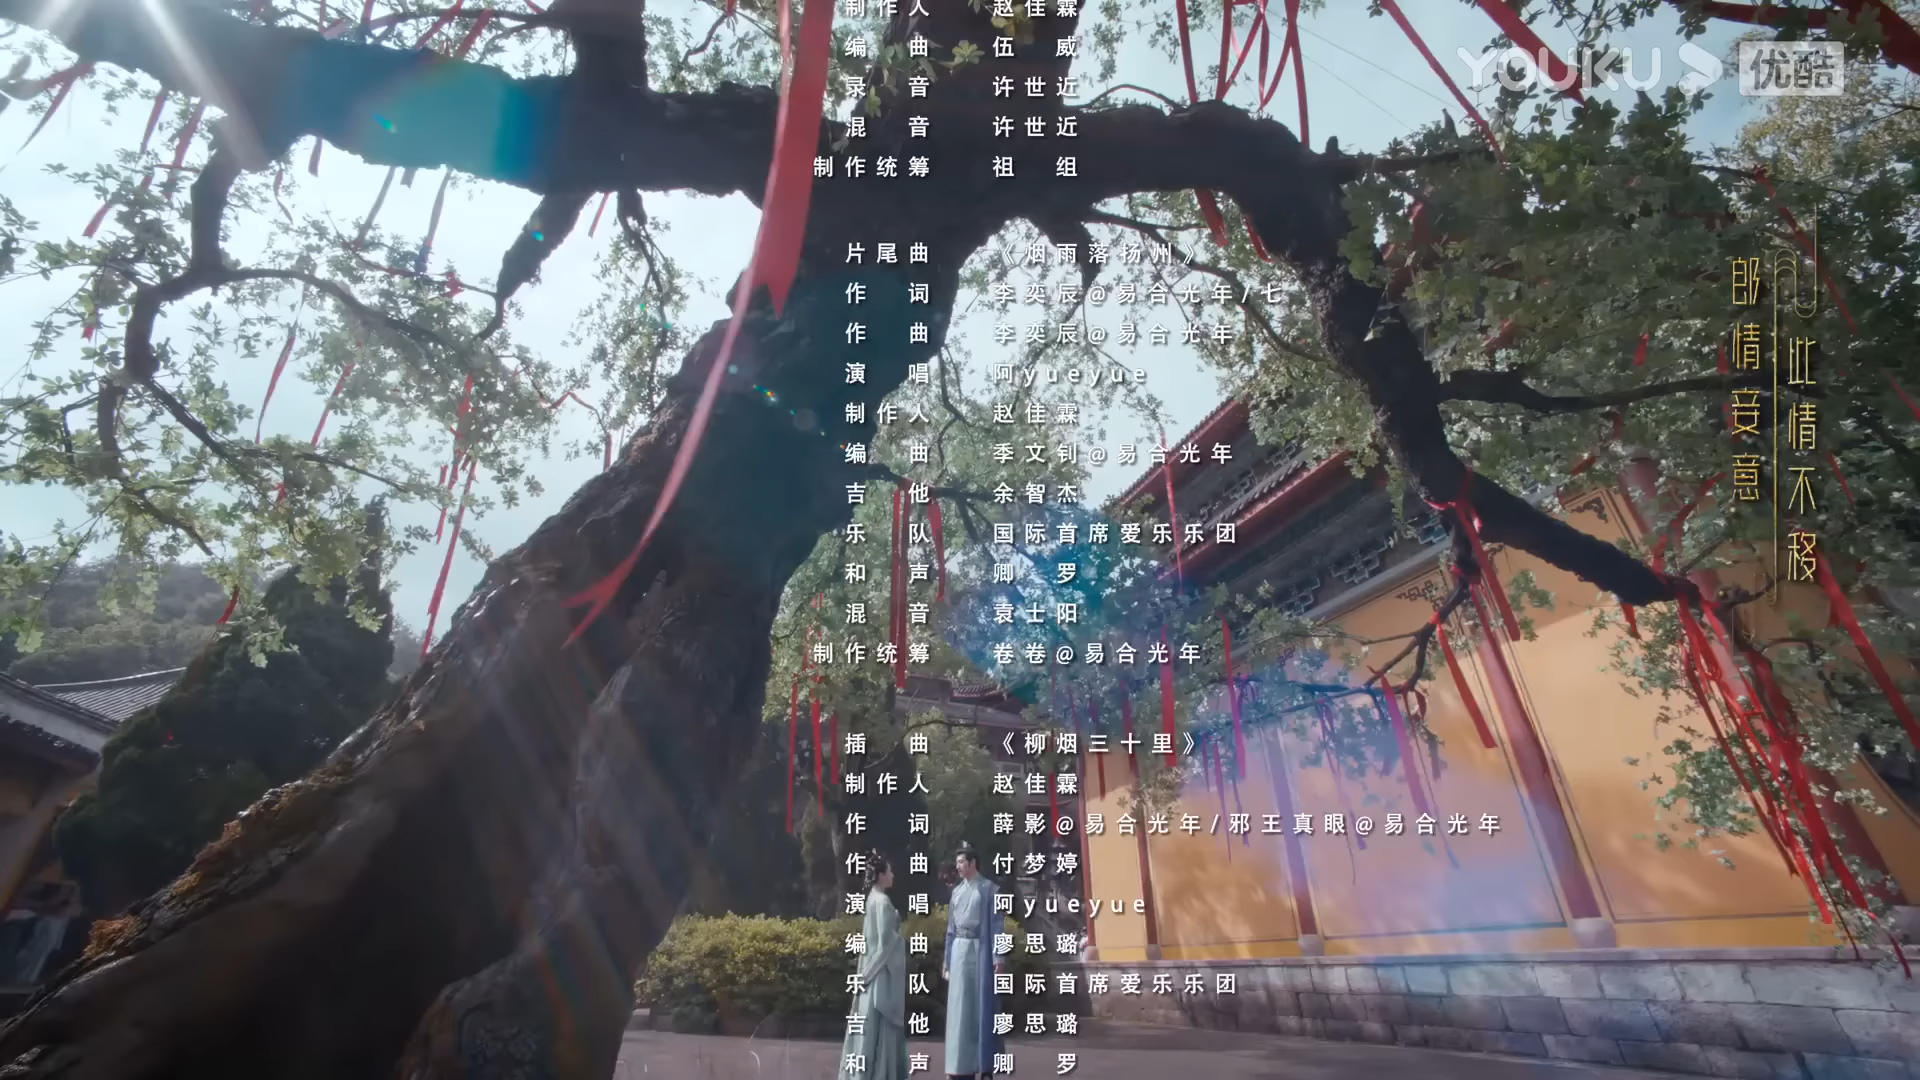 制作人 赵佳霖
编曲 伍威
录音 许世近
混音 许世近
制作统筹 祖组
片尾曲 《烟雨落扬州》
作词 李奕辰@易合光年/七
作曲 李奕辰@易合光年
演唱 阿yueyue
制作人 赵佳霖
编曲 季文钊@易合光年
吉他 余智杰
乐队 国际首席爱乐乐团
和声 卿罗
混音 袁士阳
制作统筹 卷卷@易合光年
插曲 《柳烟三十里》
制作人 赵佳霖
作词 薛影@易合光年/邪王真眼@易合光年
作曲 付梦婷
演唱 阿yueyue
编曲 廖思璐
乐队 国际首席爱乐乐团
吉他 廖思璐
和声 卿罗
YOUKU 优酷
此情不移
郎情妾意